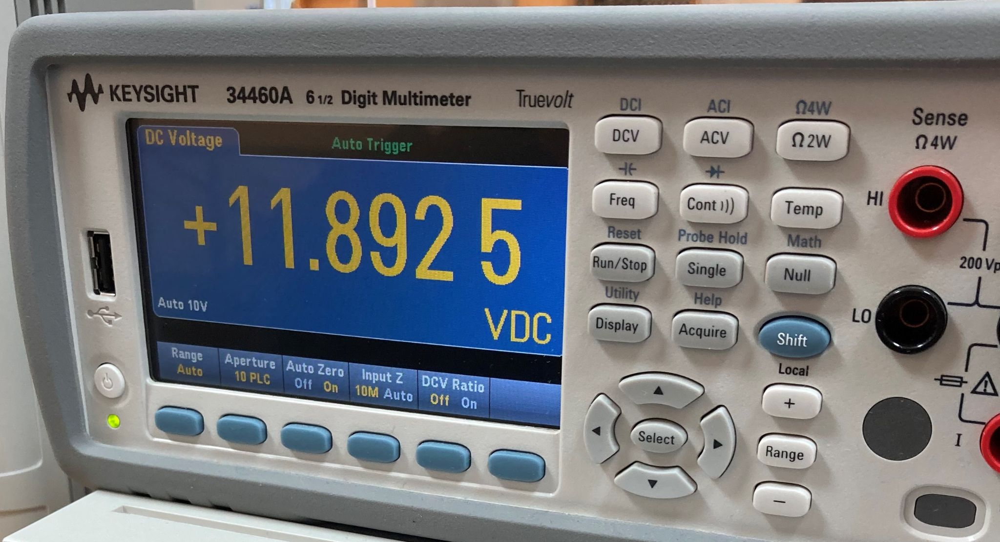 KEYSIGHT 34460A 6 1/2 Digit Multimeter Truevolt
DC Voltage
Auto Trigger
+11.892 5
Auto 10V
VDC
Range
Auto
Aperture
10 PLC
Auto Zero
Off On
Input Z
10M Auto
DCV Ratio
Off On
DCI ACI Ω4W
DCV ACV Ω2W
Freq Cont Temp
Reset Probe Hold Math
Run/Stop Single Null
Utility Help
Display Acquire Shift
Local
+
Select
Range
−
Sense
Ω4W
HI
200 Vp
LO
I